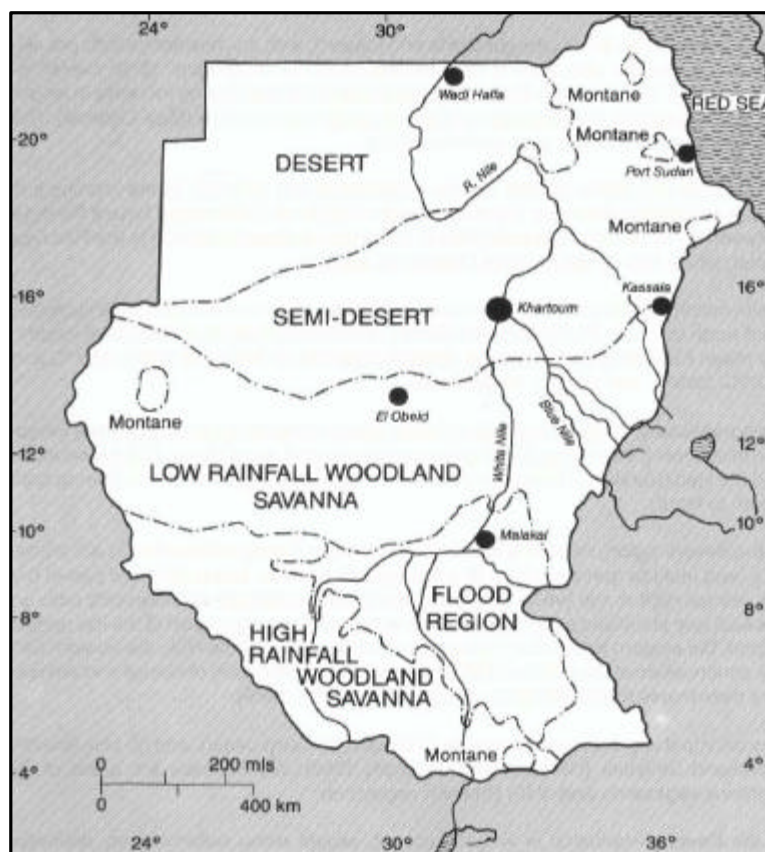 24°
30°
Wadi Halfa
Montane
RED SEA
20°
Montane
DESERT
R. Nile
Port Sudan
Montane
Kassala
16°
15°
SEMI-DESERT
Khartoum
Montane
El Obeid
White Nile
Blue Nile
12°
12°
LOW RAINFALL WOODLAND
SAVANNA
10°
10°
Malakal
8°
8°
FLOOD
REGION
HIGH
RAINFALL
WOODLAND
SAVANNA
Montane
4°
4°
0
200 mls
0
400 km
24°
30°
36°